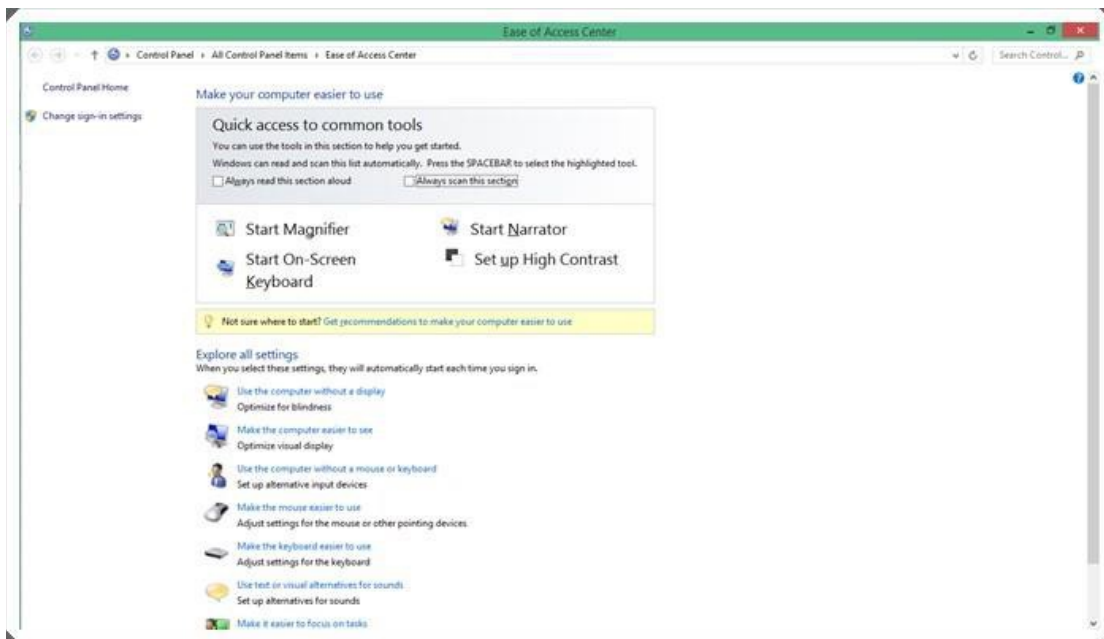 Ease of Access Center
Control Panel All Control Panel Items Ease of Access Center
Search Control...
Control Panel Home
Change sign-in settings
Make your computer easier to use
Quick access to common tools
You can use the tools in this section to help you get started.
Windows can read and scan this list automatically. Press the SPACEBAR to select the highlighted tool.
Always read this section aloud Always scan this section
Start Magnifier Start Narrator
Start On-Screen Set up High Contrast
Keyboard
Not sure where to start? Get recommendations to make your computer easier to use
Explore all settings
When you select these settings, they will automatically start each time you sign in.
Use the computer without a display
Optimize for blindness
Make the computer easier to see
Optimize visual display
Use the computer without a mouse or keyboard
Set up alternative input devices
Make the mouse easier to use
Adjust settings for the mouse or other pointing devices
Make the keyboard easier to use
Adjust settings for the keyboard
Use text or visual alternatives for sounds
Set up alternatives for sounds
Make it easier to focus on tasks